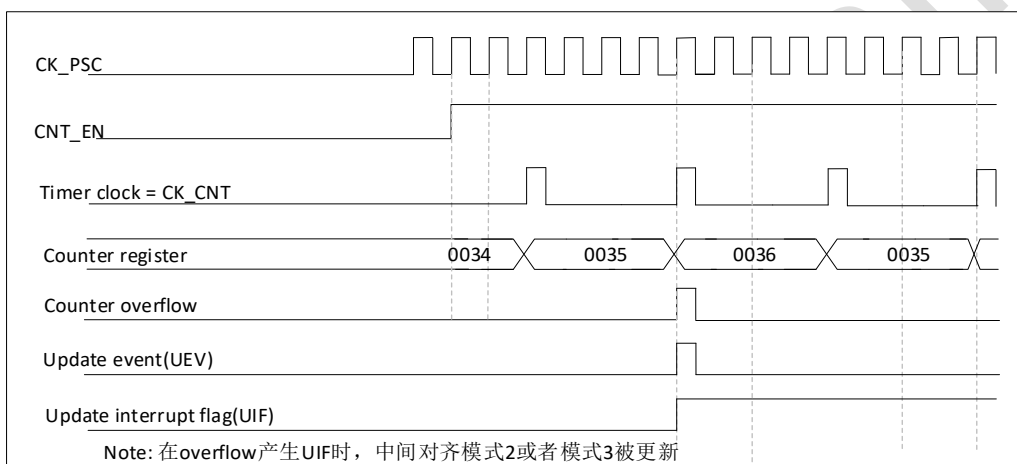 CK_PSC
CNT_EN
Timer clock = CK_CNT
Counter register 0034 0035 0036 0035
Counter overflow
Update event(UEV)
Update interrupt flag(UIF)
Note: 在overflow产生UIF时，中间对齐模式2或者模式3被更新